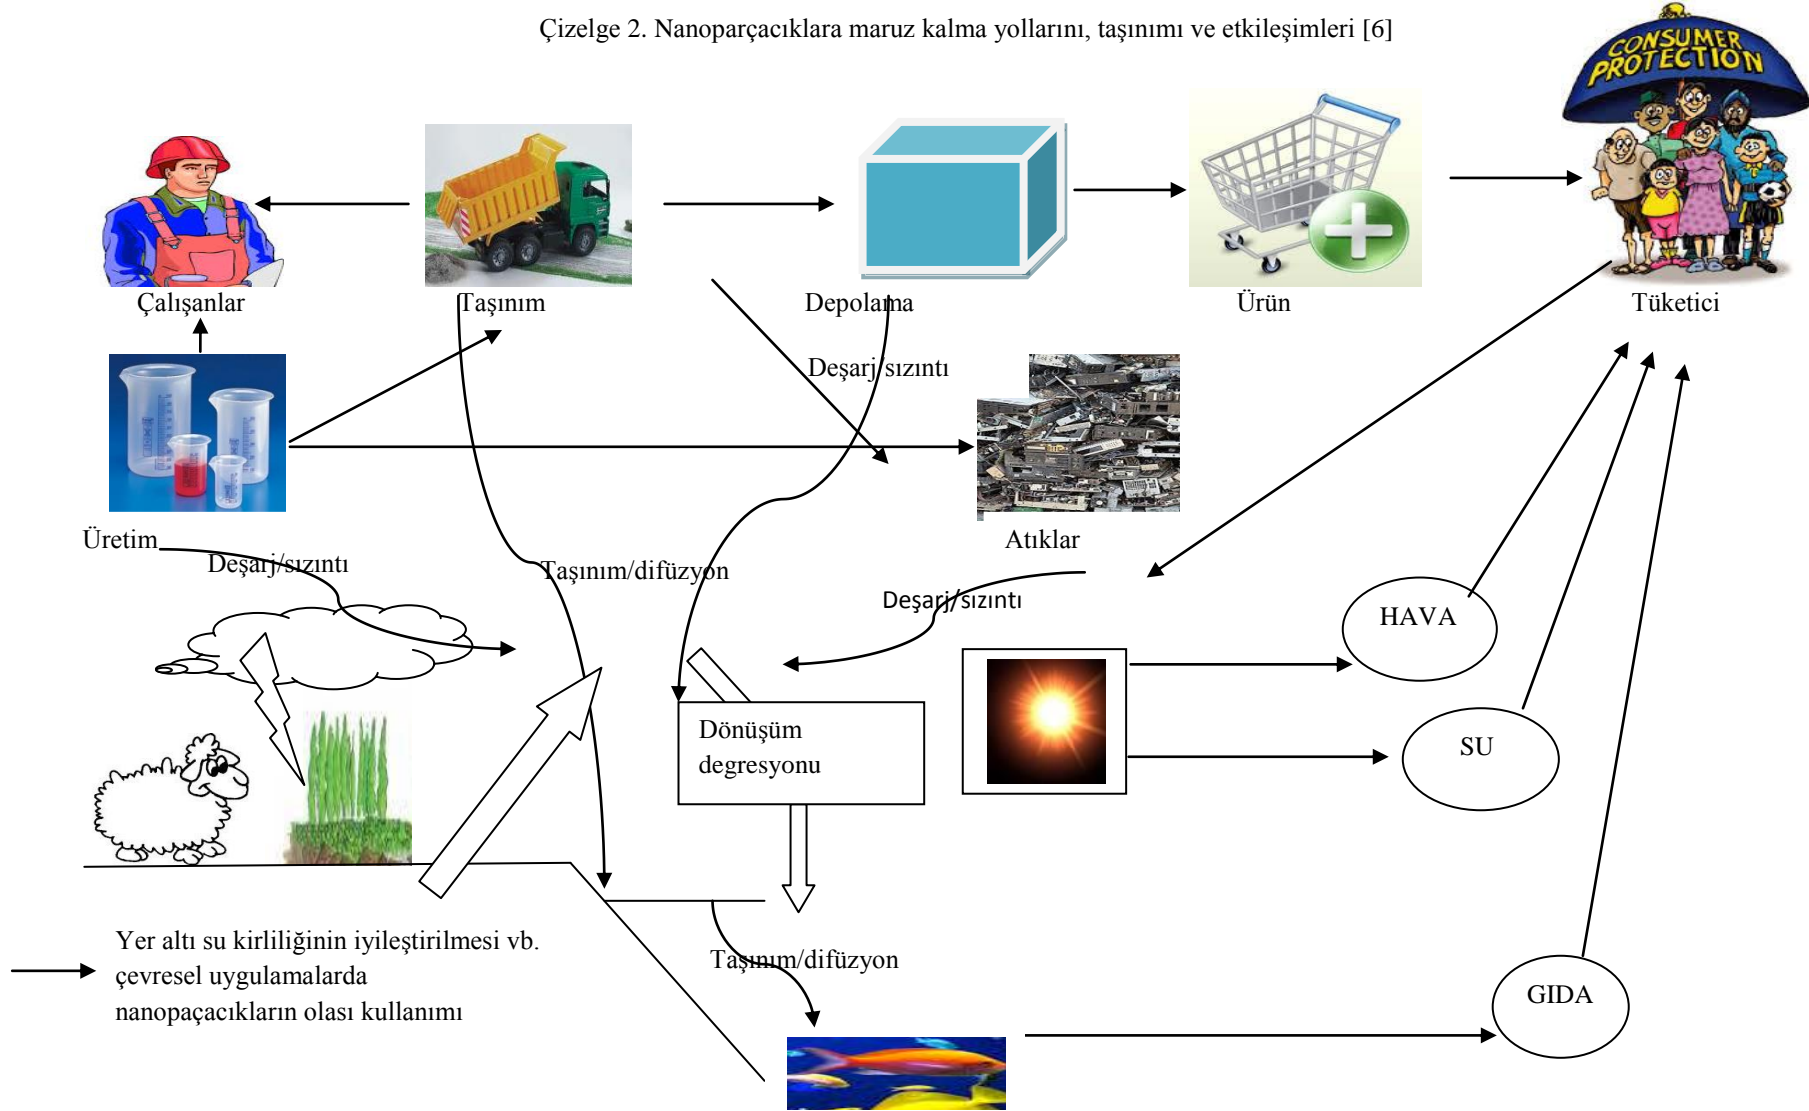 Çizelge 2. Nanoparçacıklara maruz kalma yollarını, taşınımı ve etkileşimleri [6]
CONSUMER
PROTECTION
Çalışanlar
Taşınım
Depolama
Ürün
Tüketici
Deşarj/sızıntı
Üretim
Atıklar
Deşarj/sızıntı
Taşınım/difüzyon
Deşarj/sızıntı
HAVA
Dönüşüm
degresyonu
SU
Yer altı su kirliliğinin iyileştirilmesi vb.
çevresel uygulamalarda
nanopaçacıkların olası kullanımı
Taşınım/difüzyon
GIDA